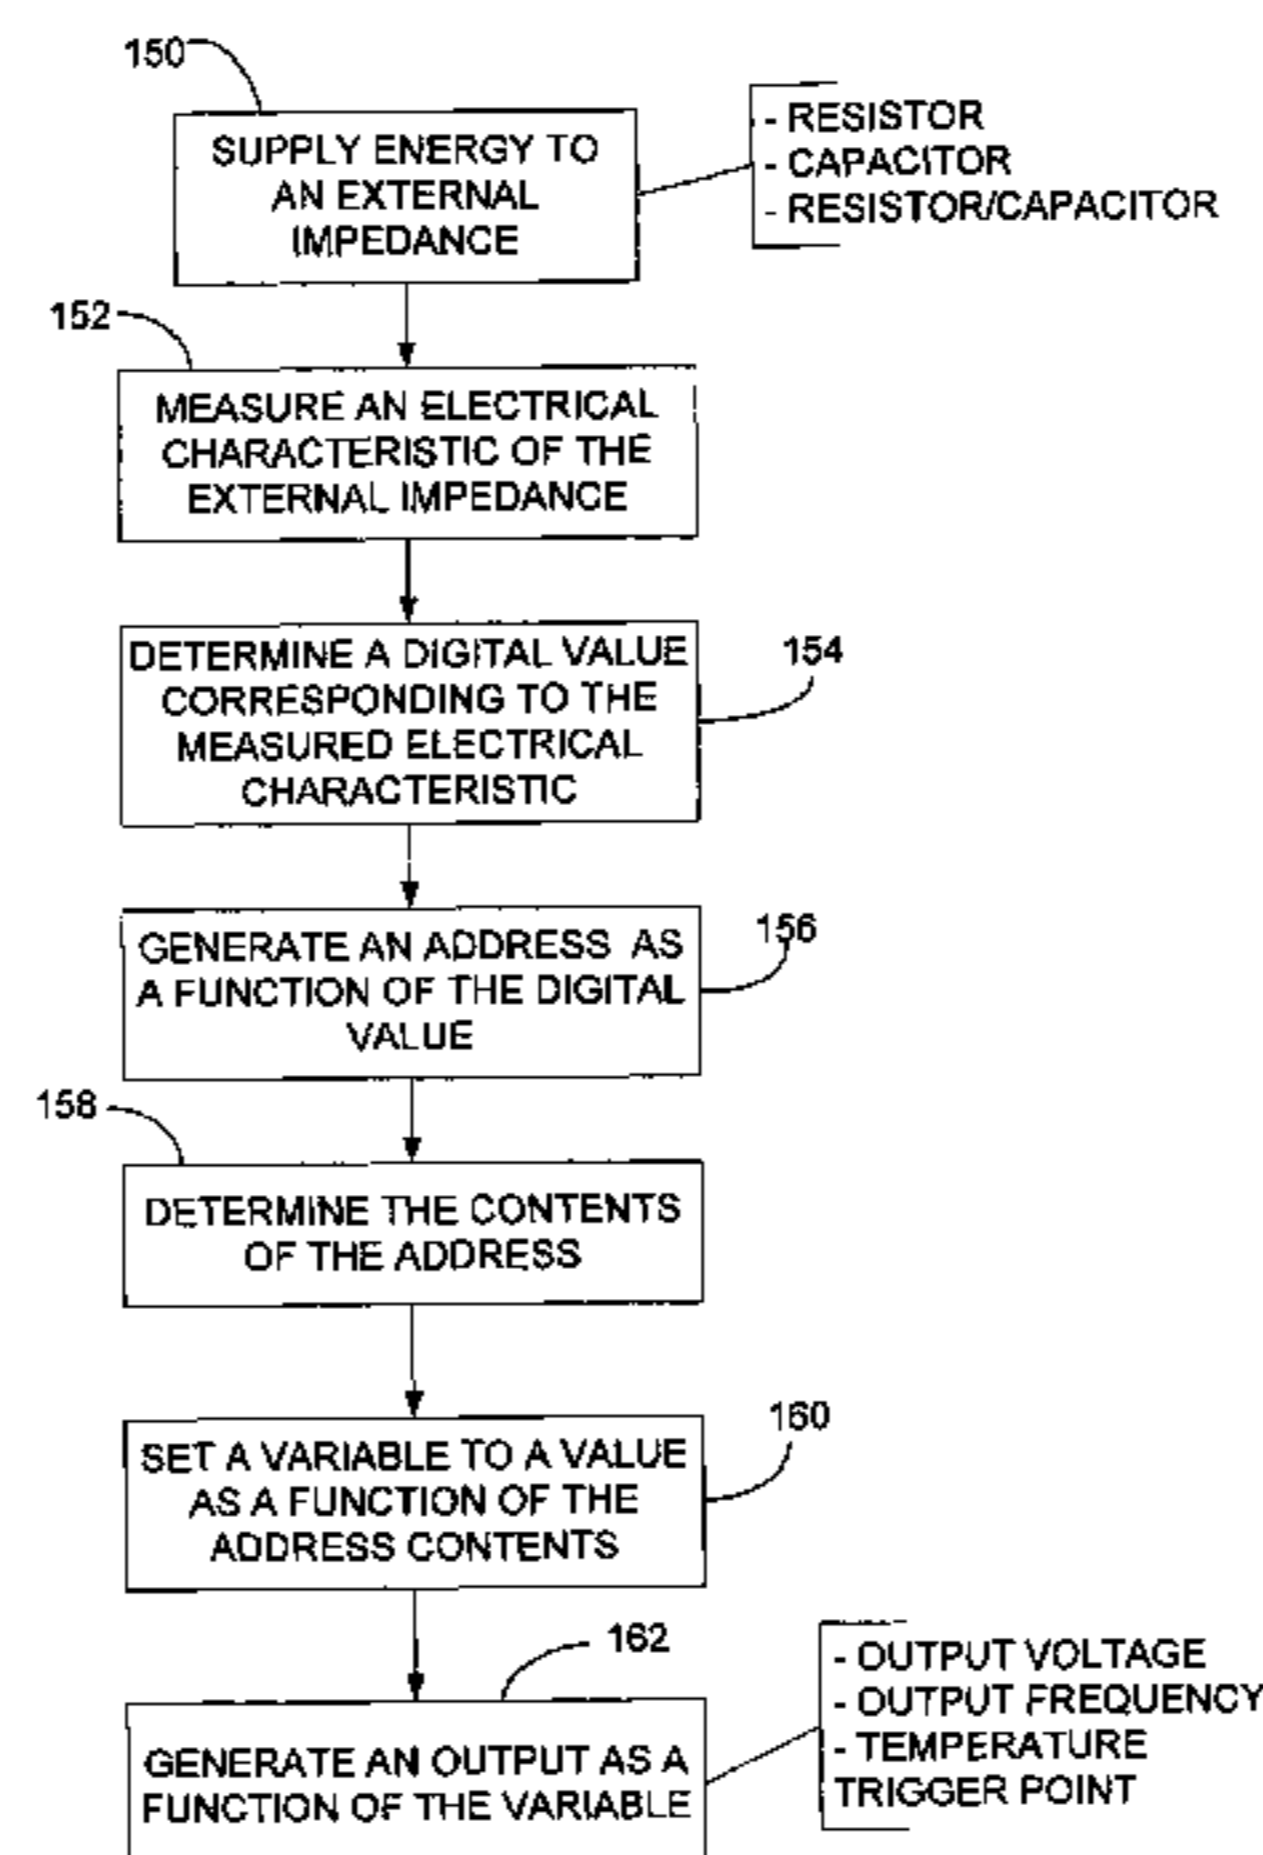 150
SUPPLY ENERGY TO
AN EXTERNAL
IMPEDANCE
- RESISTOR
- CAPACITOR
- RESISTOR/CAPACITOR
152
MEASURE AN ELECTRICAL
CHARACTERISTIC OF THE
EXTERNAL IMPEDANCE
DETERMINE A DIGITAL VALUE
CORRESPONDING TO THE
MEASURED ELECTRICAL
CHARACTERISTIC
154
GENERATE AN ADDRESS AS
A FUNCTION OF THE DIGITAL
VALUE
156
158
DETERMINE THE CONTENTS
OF THE ADDRESS
SET A VARIABLE TO A VALUE
AS A FUNCTION OF THE
ADDRESS CONTENTS
160
162
GENERATE AN OUTPUT AS A
FUNCTION OF THE VARIABLE
- OUTPUT VOLTAGE
- OUTPUT FREQUENCY
- TEMPERATURE
TRIGGER POINT